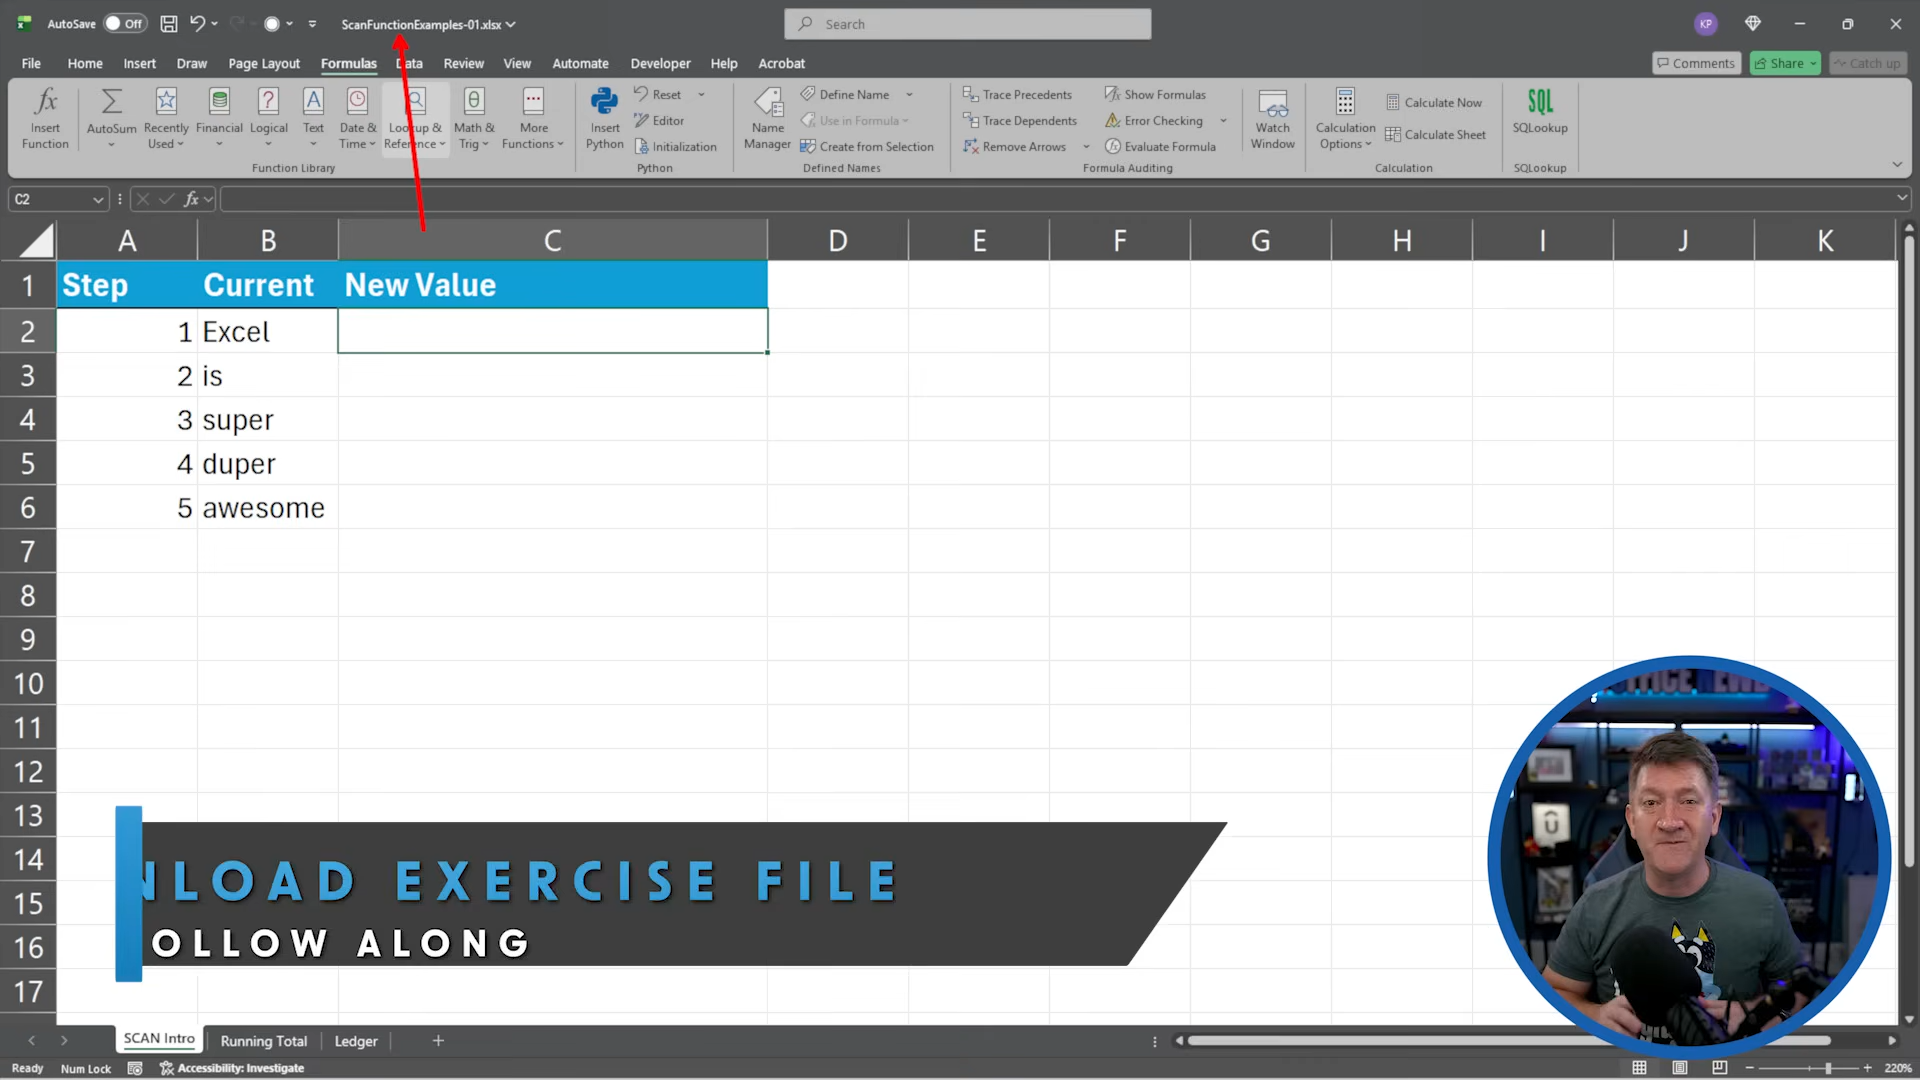 AutoSave Off ScanFunctionExamples-01.xlsx Search KP
File Home Insert Draw Page Layout Formulas Data Review View Automate Developer Help Acrobat Comments Share Catch up
Insert Function AutoSum Recently Used Financial Logical Text Date & Time Lookup & Reference Math & Trig More Functions
Function Library
Insert Python Reset Editor Initialization
Python
Name Manager Define Name Use in Formula Create from Selection
Defined Names
Trace Precedents Trace Dependents Remove Arrows Show Formulas Error Checking Evaluate Formula
Formula Auditing
Watch Window
Calculation Options Calculate Now Calculate Sheet
Calculation
SQL SQLookup
SQLookup
C2 fx
A B C D E F G H I J K
1 Step Current New Value
2 1 Excel
3 2 is
4 3 super
5 4 duper
6 5 awesome
7
8
9
10
11
12
13
14
15
16
17
NLOAD EXERCISE FILE
OLLOW ALONG
SCAN Intro Running Total Ledger
Ready Num Lock Accessibility: Investigate 220%